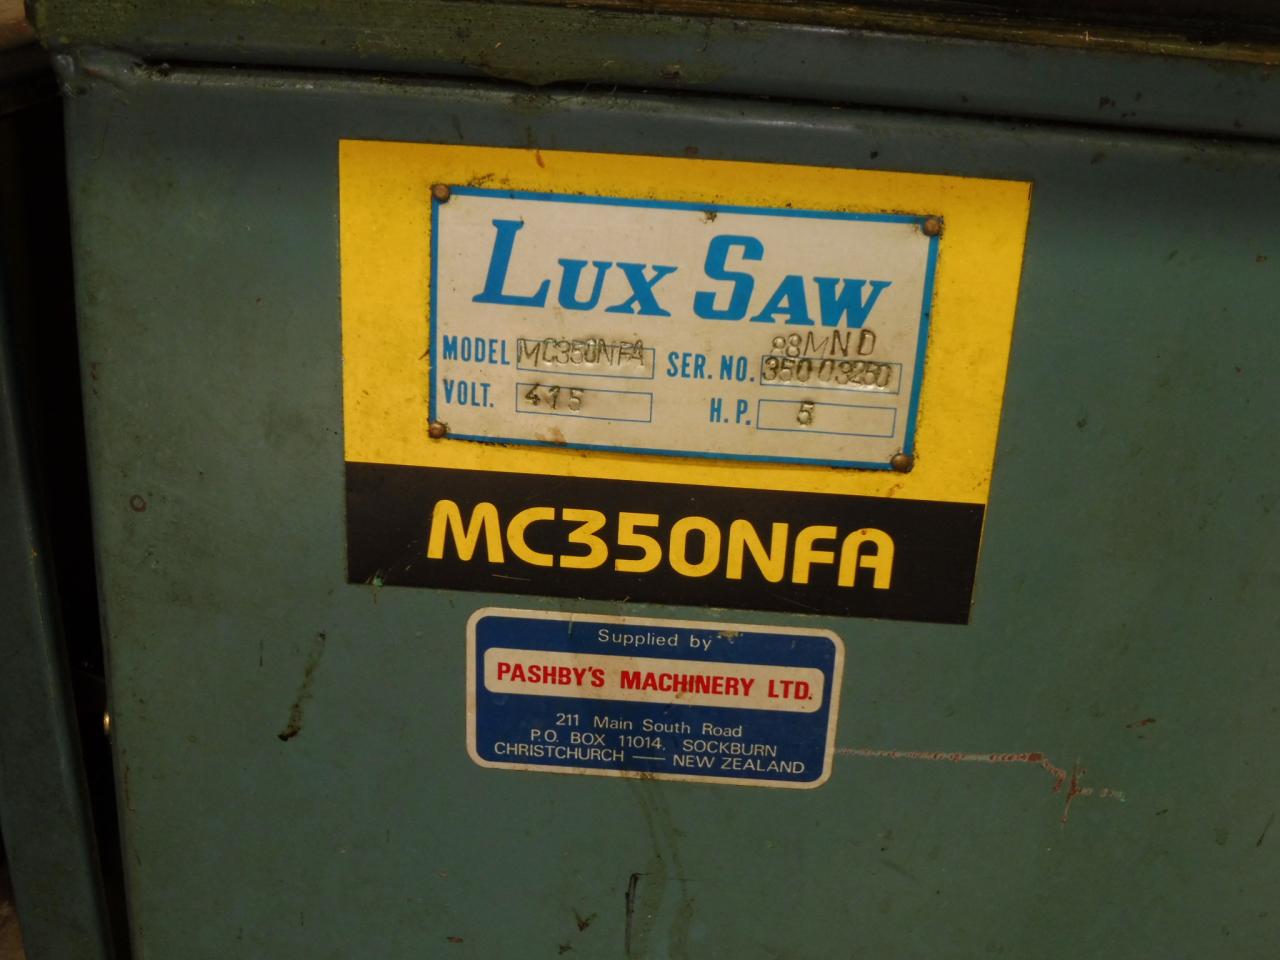 LUX SAW
MODEL MC350NFA SER. NO. 88MND
350 03250
VOLT. 415 H.P. 5
MC350NFA
Supplied by
PASHBY'S MACHINERY LTD.
211 Main South Road
P.O. BOX 11014, SOCKBURN
CHRISTCHURCH — NEW ZEALAND